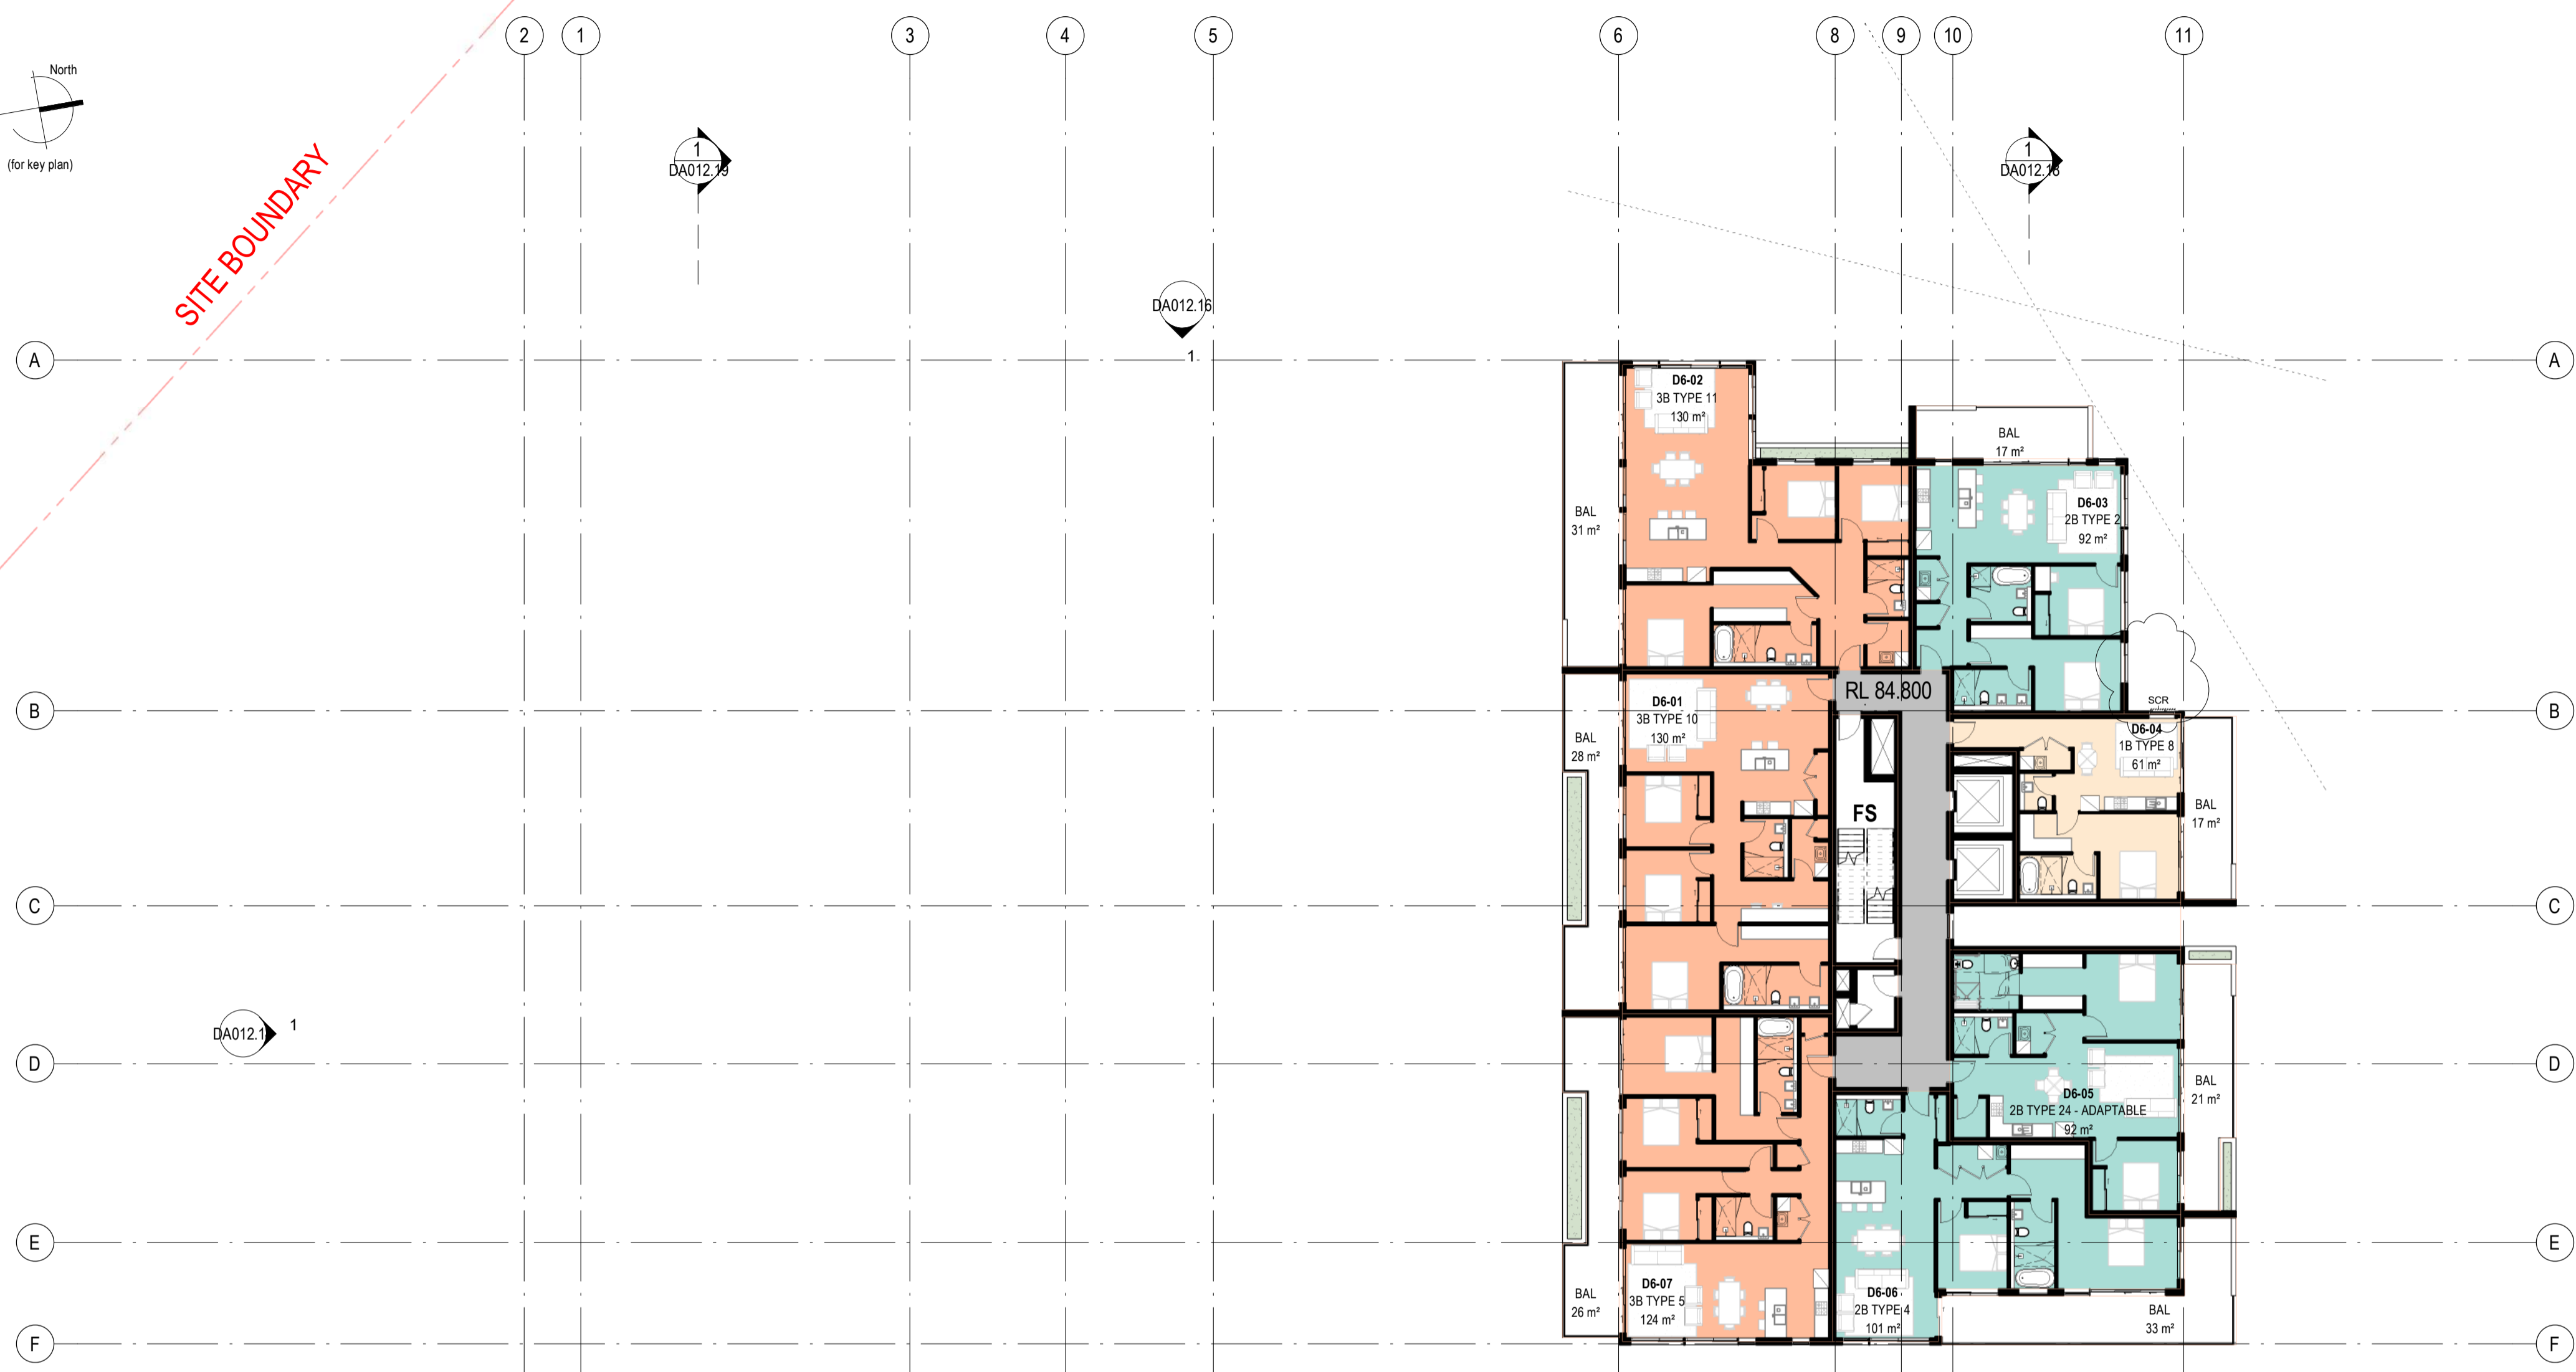 2 1 3 4 5 6 8 9 10 11
North
(for key plan)
SITE BOUNDARY
1
DA012.19
1
DA012.18
DA012.16
1
A A
D6-02
3B TYPE 11
130 m²
BAL
31 m²
BAL
17 m²
D6-03
2B TYPE 2
92 m²
RL 84.800
B B
D6-01
3B TYPE 10
130 m²
BAL
28 m²
SCR
D6-04
1B TYPE 8
61 m²
BAL
17 m²
FS
C C
DA012.1
1
D D
D6-05
2B TYPE 24 - ADAPTABLE
92 m²
BAL
21 m²
E E
D6-07
3B TYPE 5
124 m²
BAL
26 m²
D6-06
2B TYPE 4
101 m²
BAL
33 m²
F F